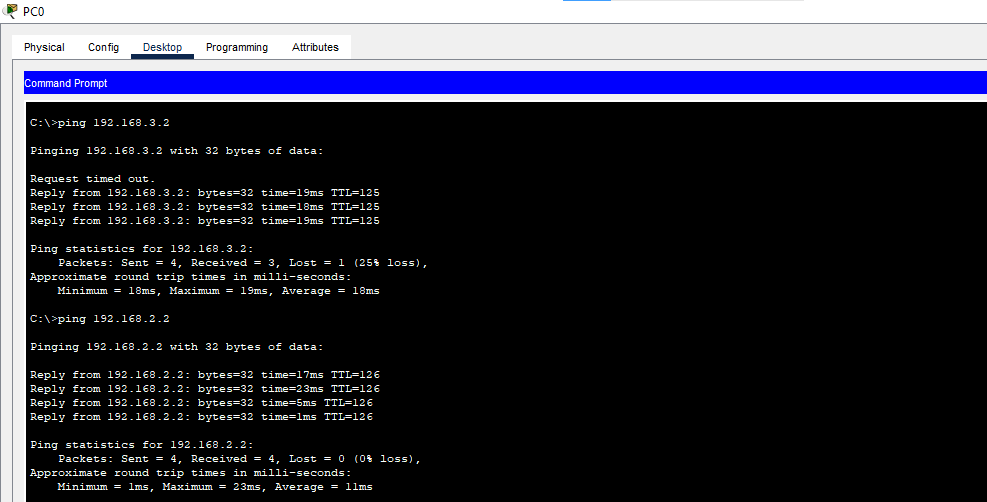 PC0
Physical Config Desktop Programming Attributes
Command Prompt
C:\>ping 192.168.3.2
Pinging 192.168.3.2 with 32 bytes of data:
Request timed out.
Reply from 192.168.3.2: bytes=32 time=19ms TTL=125
Reply from 192.168.3.2: bytes=32 time=18ms TTL=125
Reply from 192.168.3.2: bytes=32 time=19ms TTL=125
Ping statistics for 192.168.3.2:
    Packets: Sent = 4, Received = 3, Lost = 1 (25% loss),
Approximate round trip times in milli-seconds:
    Minimum = 18ms, Maximum = 19ms, Average = 18ms
C:\>ping 192.168.2.2
Pinging 192.168.2.2 with 32 bytes of data:
Reply from 192.168.2.2: bytes=32 time=17ms TTL=126
Reply from 192.168.2.2: bytes=32 time=23ms TTL=126
Reply from 192.168.2.2: bytes=32 time=5ms TTL=126
Reply from 192.168.2.2: bytes=32 time=1ms TTL=126
Ping statistics for 192.168.2.2:
    Packets: Sent = 4, Received = 4, Lost = 0 (0% loss),
Approximate round trip times in milli-seconds:
    Minimum = 1ms, Maximum = 23ms, Average = 11ms